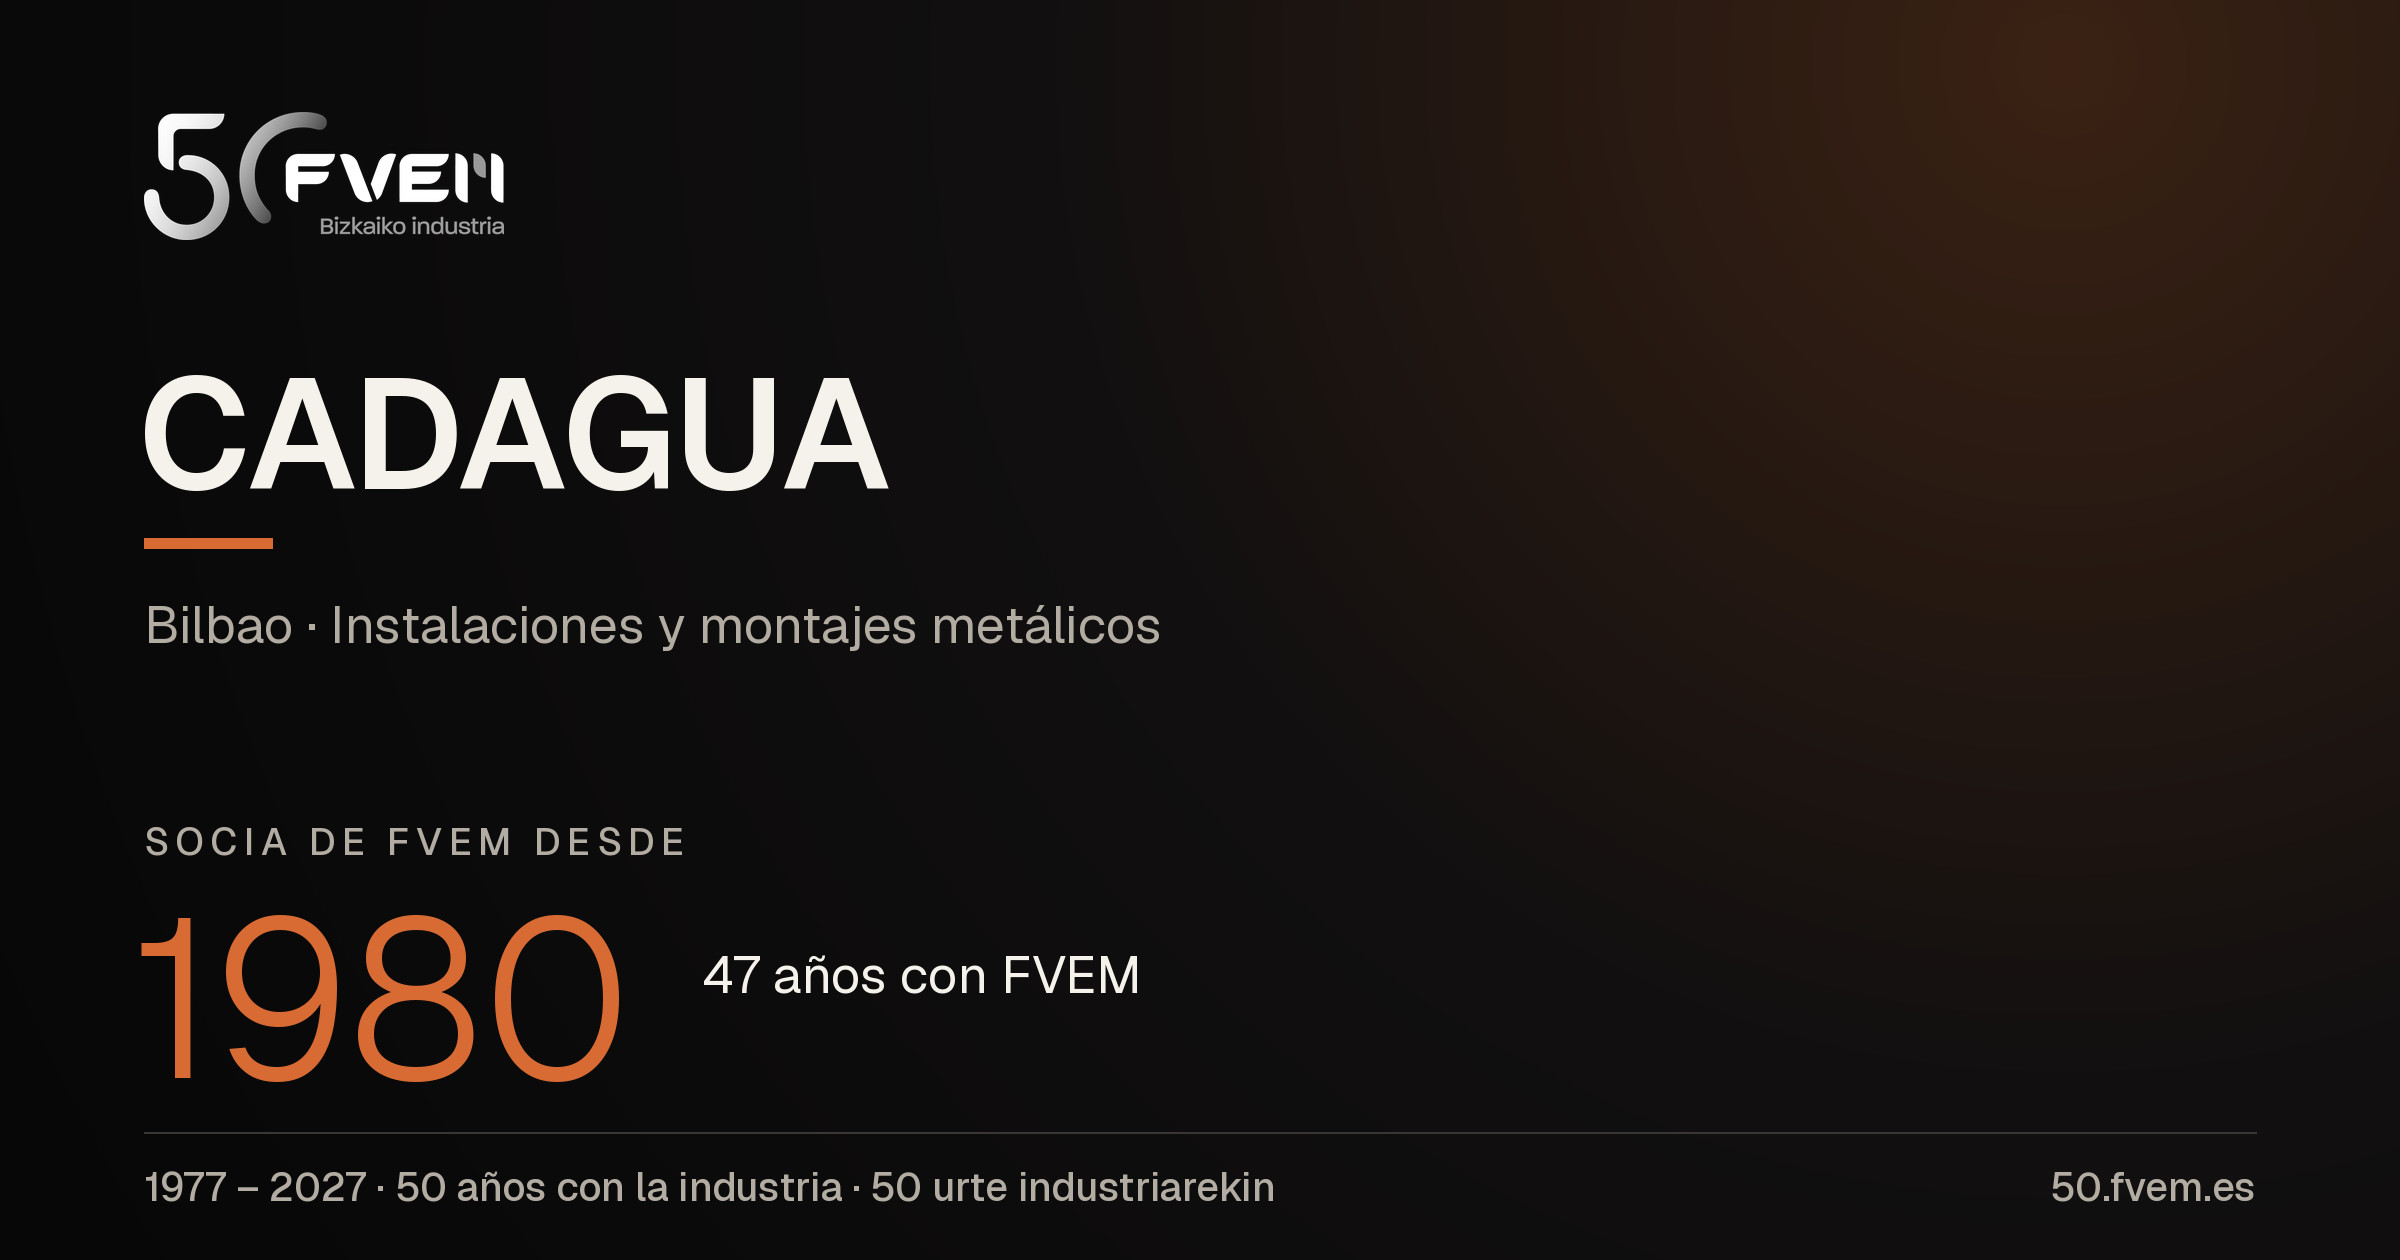 50 FVEM
Bizkaiko industria
CADAGUA
Bilbao · Instalaciones y montajes metálicos
SOCIA DE FVEM DESDE
1980
47 años con FVEM
1977 – 2027 · 50 años con la industria · 50 urte industriarekin
50.fvem.es